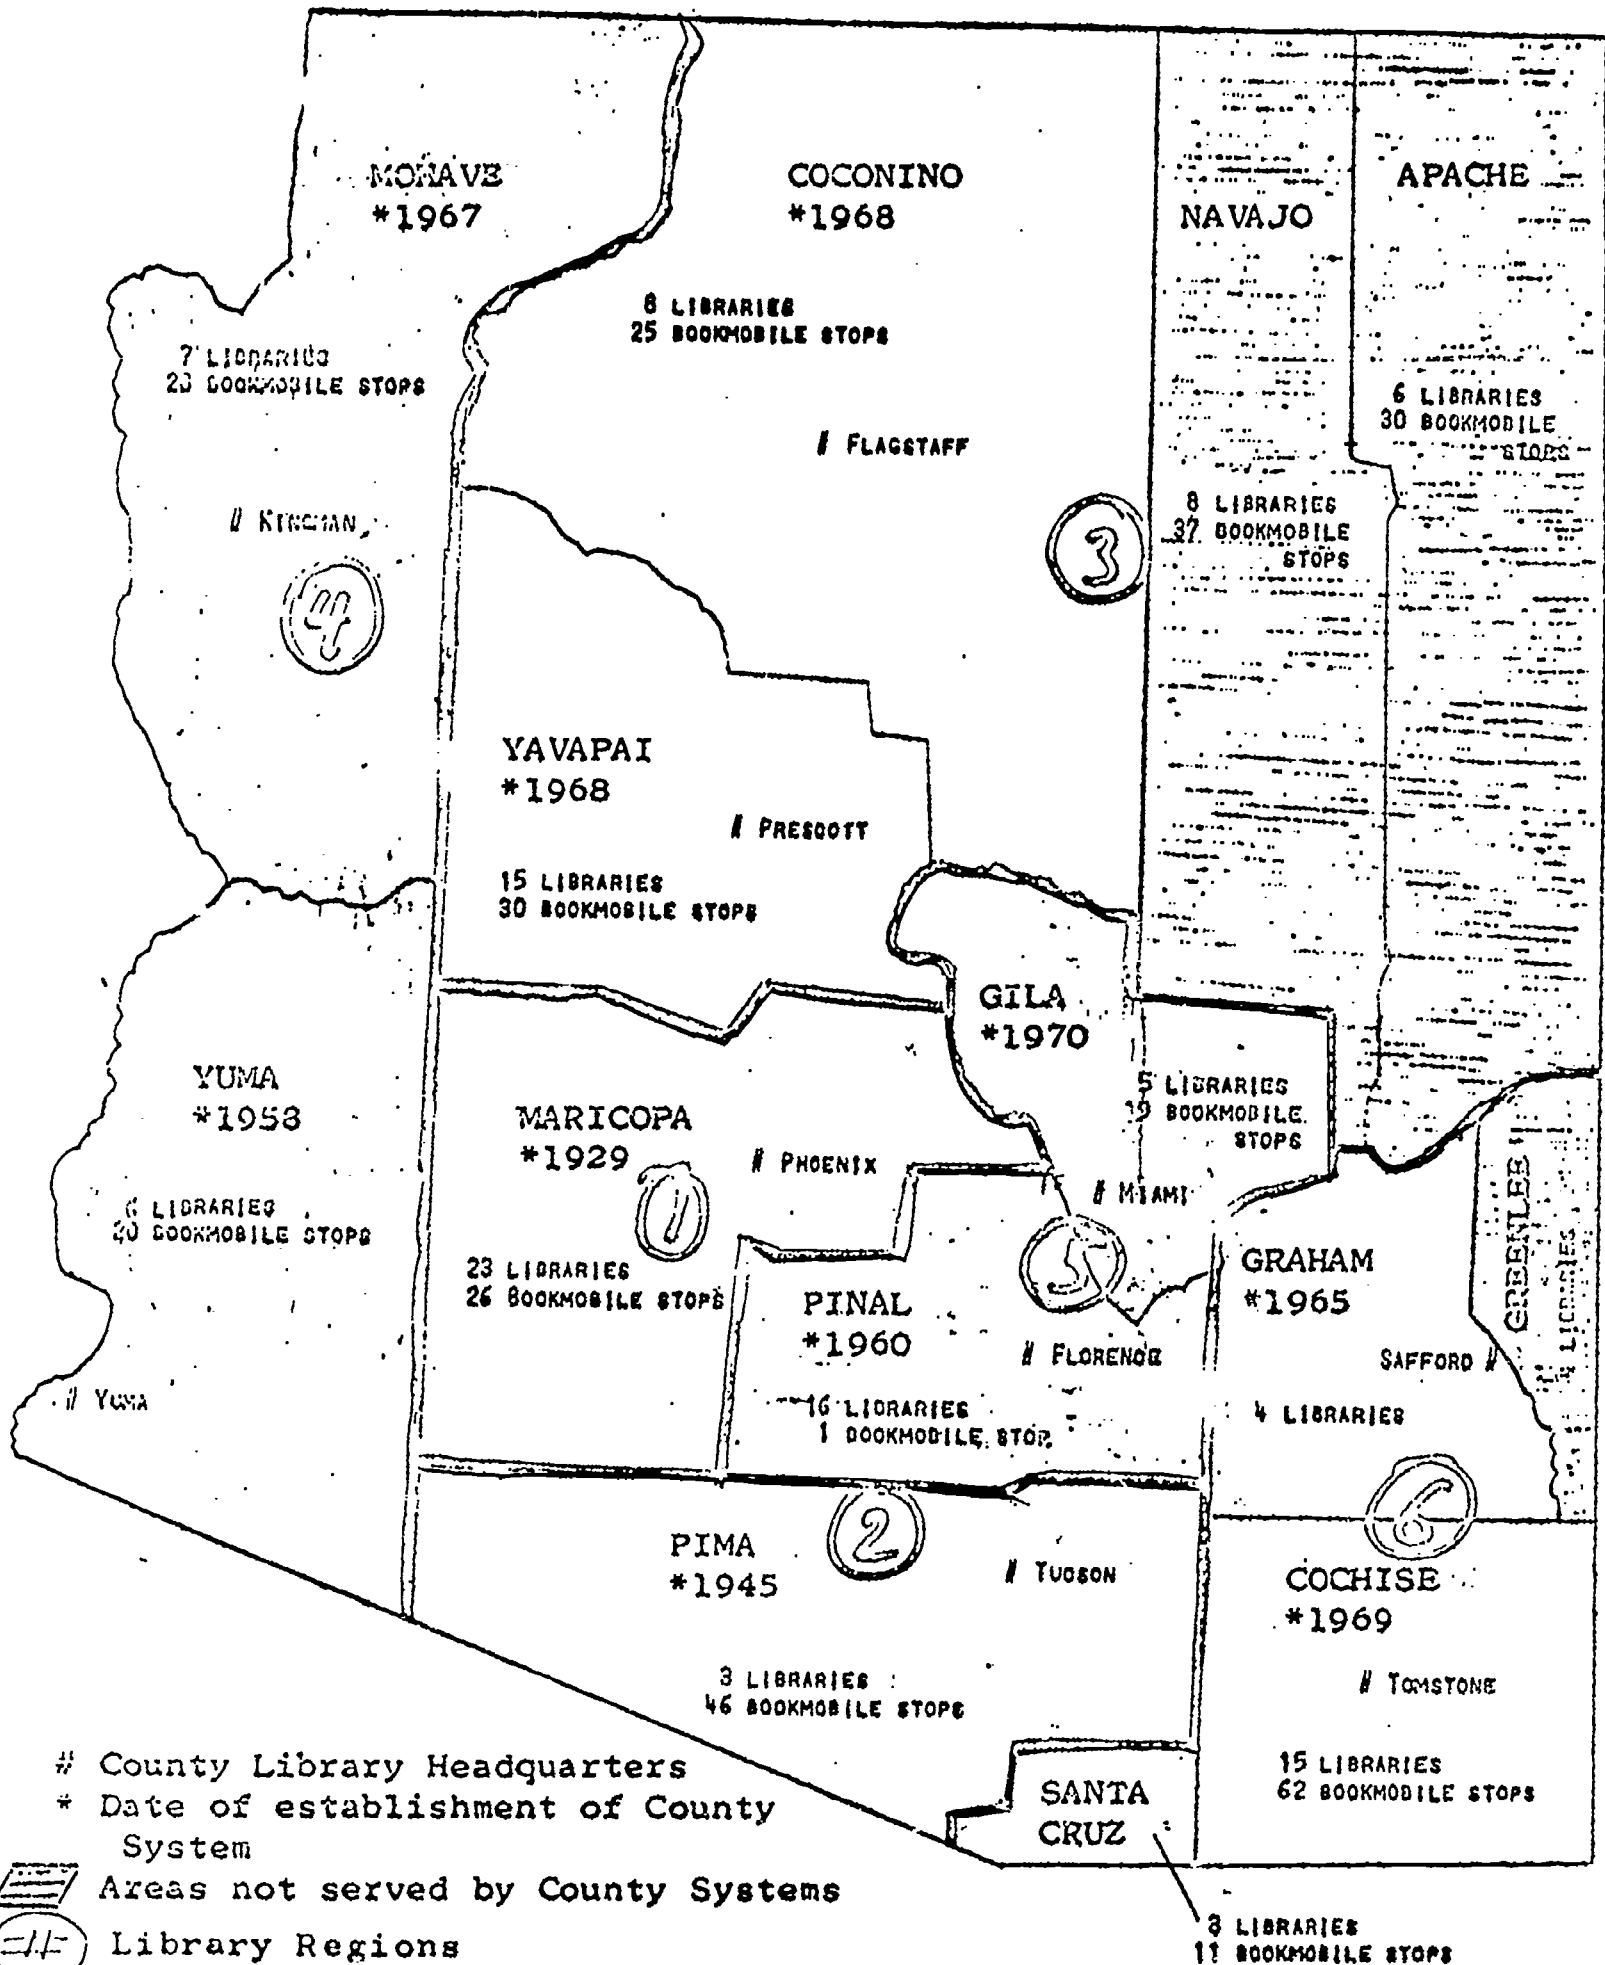 MOHAVE
*1967
COCONINO
*1968
NAVAJO
APACHE
8 LIBRARIES
25 BOOKMOBILE STOPS
7 LIBRARIES
BOOKMOBILE STOPS
6 LIBRARIES
30 BOOKMOBILE
STOPS
# FLAGSTAFF
# KINGMAN
8 LIBRARIES
37 BOOKMOBILE
STOPS
3
4
YAVAPAI
*1968
# PRESCOTT
15 LIBRARIES
30 BOOKMOBILE STOPS
GILA
*1970
YUMA
*1958
5 LIBRARIES
BOOKMOBILE
STOPS
MARICOPA
*1929
# PHOENIX
1
# MIAMI
LIBRARIES
BOOKMOBILE STOPS
23 LIBRARIES
26 BOOKMOBILE STOPS
5
GRAHAM
*1965
GREENLEE
LIBRARIES
PINAL
*1960
# FLORENCE
SAFFORD #
# YUMA
16 LIBRARIES
1 BOOKMOBILE STOP
4 LIBRARIES
6
2
PIMA
*1945
# TUCSON
COCHISE
*1969
3 LIBRARIES
46 BOOKMOBILE STOPS
# TOMSTONE
15 LIBRARIES
62 BOOKMOBILE STOPS
SANTA
CRUZ
3 LIBRARIES
11 BOOKMOBILE STOPS
# County Library Headquarters
* Date of establishment of County
System
Areas not served by County Systems
# Library Regions